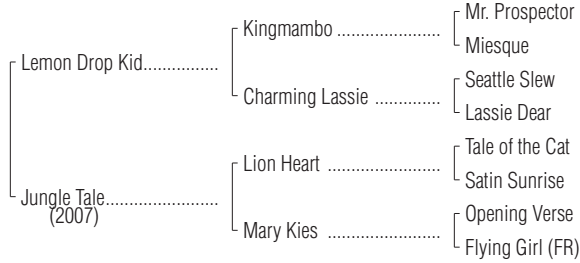 Mr. Prospector
Kingmambo ....................
Miesque
Lemon Drop Kid...............
Seattle Slew
Charming Lassie .............
Lassie Dear
Tale of the Cat
Lion Heart .....................
Satin Sunrise
Jungle Tale......................
(2007)
Opening Verse
Mary Kies .....................
Flying Girl (FR)